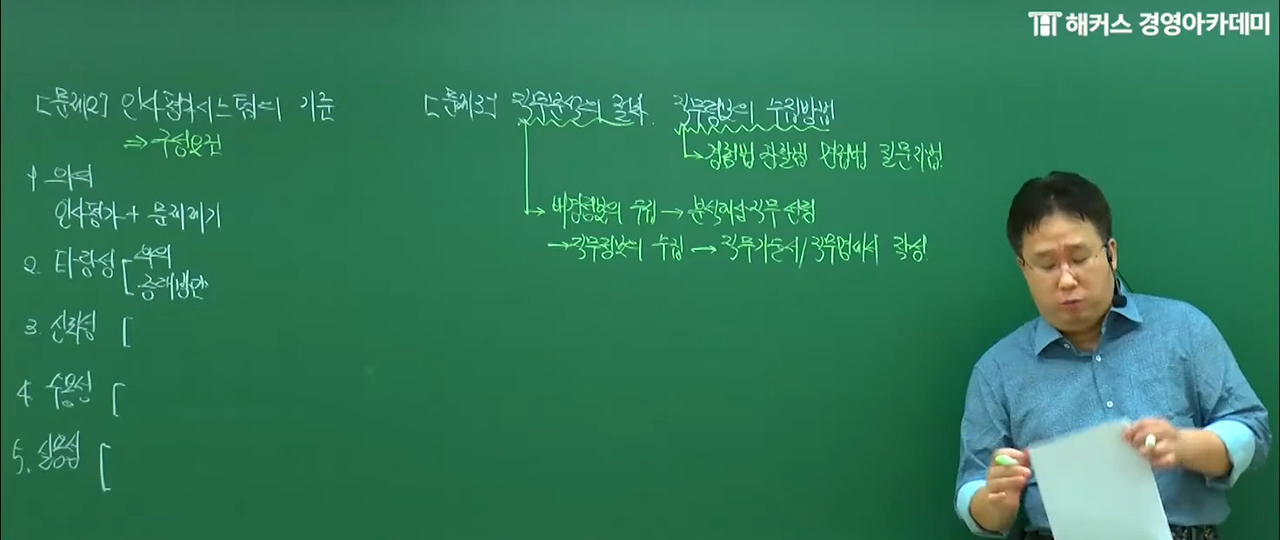 해커스 경영아카데미
[문제2] 인사평가시스템의 기준
⇒ 구성요건
1. 의의
인사평가 + 문제제기
2. 타당성 [ 의의
증대방안
3. 신뢰성 [
4. 수용성 [
5. 실용성 [
[문제3] 직무분석의 절차. 직무정보의 수집방법
→ 경험법 관찰법 면접법 질문지법
→ 배경정보의 수집 → 분석대상직무 선정
→ 직무정보의 수집 → 직무기술서/직무명세서 작성